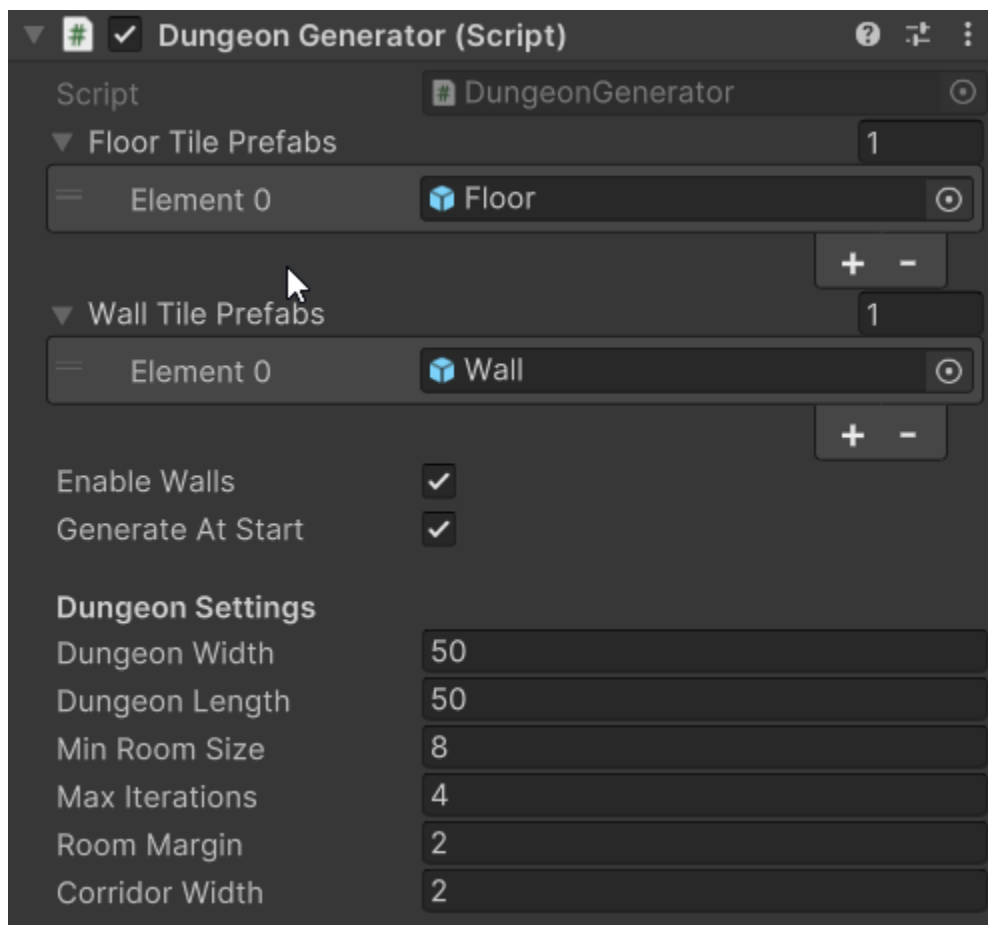 Dungeon Generator (Script)
Script DungeonGenerator
Floor Tile Prefabs 1
Element 0 Floor
+ -
Wall Tile Prefabs 1
Element 0 Wall
+ -
Enable Walls
Generate At Start
Dungeon Settings
Dungeon Width 50
Dungeon Length 50
Min Room Size 8
Max Iterations 4
Room Margin 2
Corridor Width 2